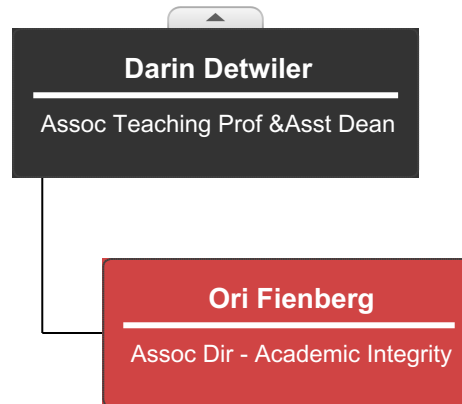 Darin Detwiler
Assoc Teaching Prof &Asst Dean
Ori Fienberg
Assoc Dir - Academic Integrity